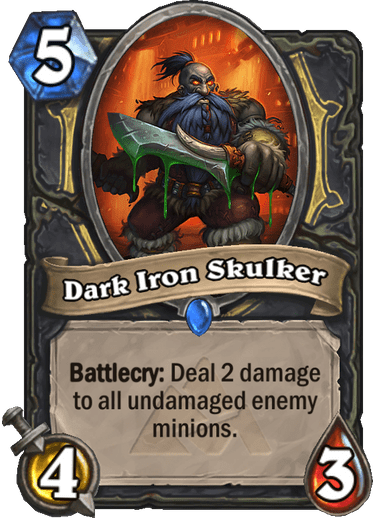 5
Dark Iron Skulker
Battlecry: Deal 2 damage
to all undamaged enemy
minions.
4
3